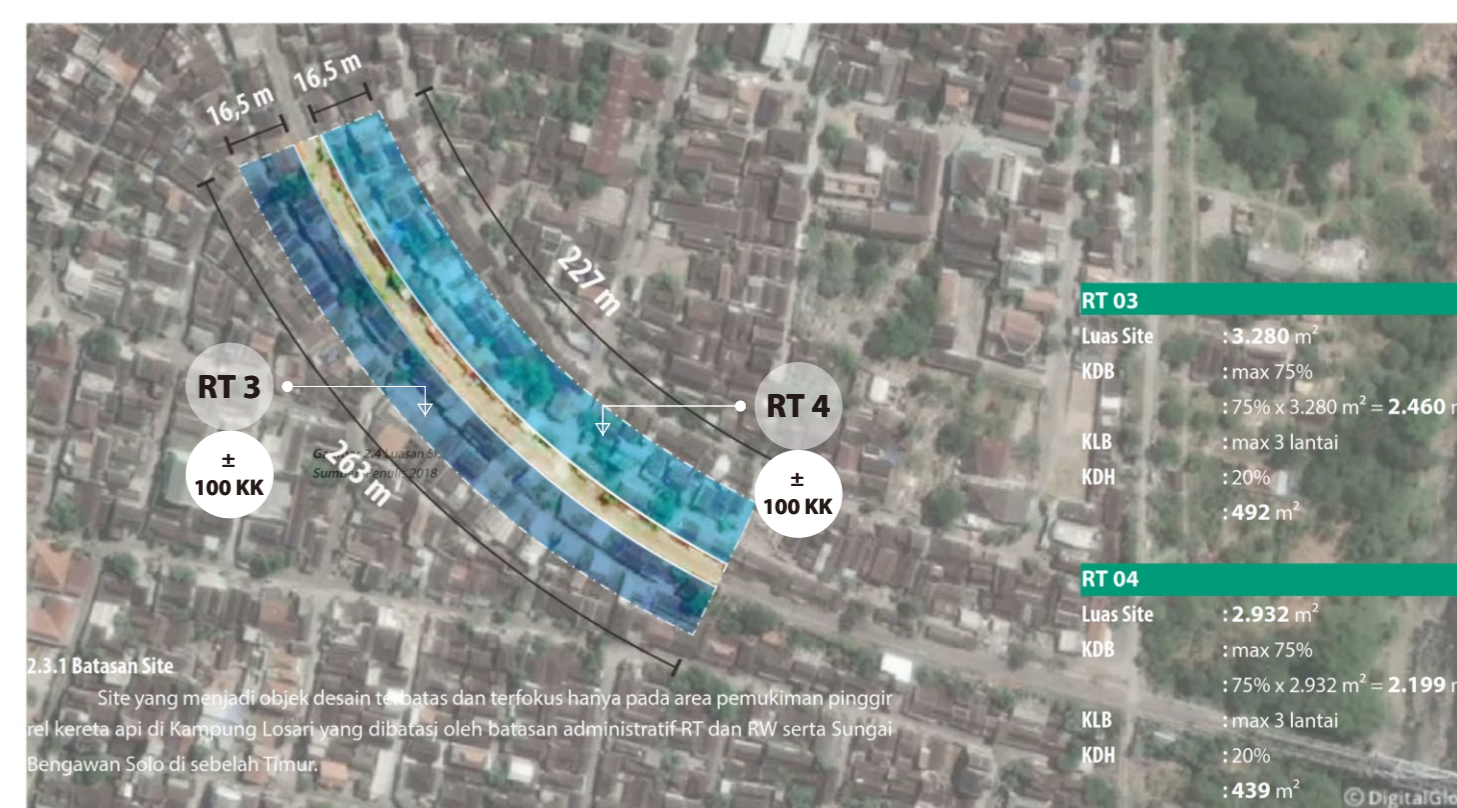 16,5 m
16,5 m
227 m
263 m
RT 3
±
100 KK
RT 4
±
100 KK
Sumber Penulis,2018
2.3.1 Batasan Site
Site yang menjadi objek desain terbatas dan terfokus hanya pada area pemukiman pinggir
rel kereta api di Kampung Losari yang dibatasi oleh batasan administratif RT dan RW serta Sungai
Bengawan Solo di sebelah Timur.
RT 03
Luas Site : 3.280 m²
KDB : max 75%
: 75% x 3.280 m² = 2.460
KLB : max 3 lantai
KDH : 20%
: 492 m²
RT 04
Luas Site : 2.932 m²
KDB : max 75%
: 75% x 2.932 m² = 2.199
KLB : max 3 lantai
KDH : 20%
: 439 m²